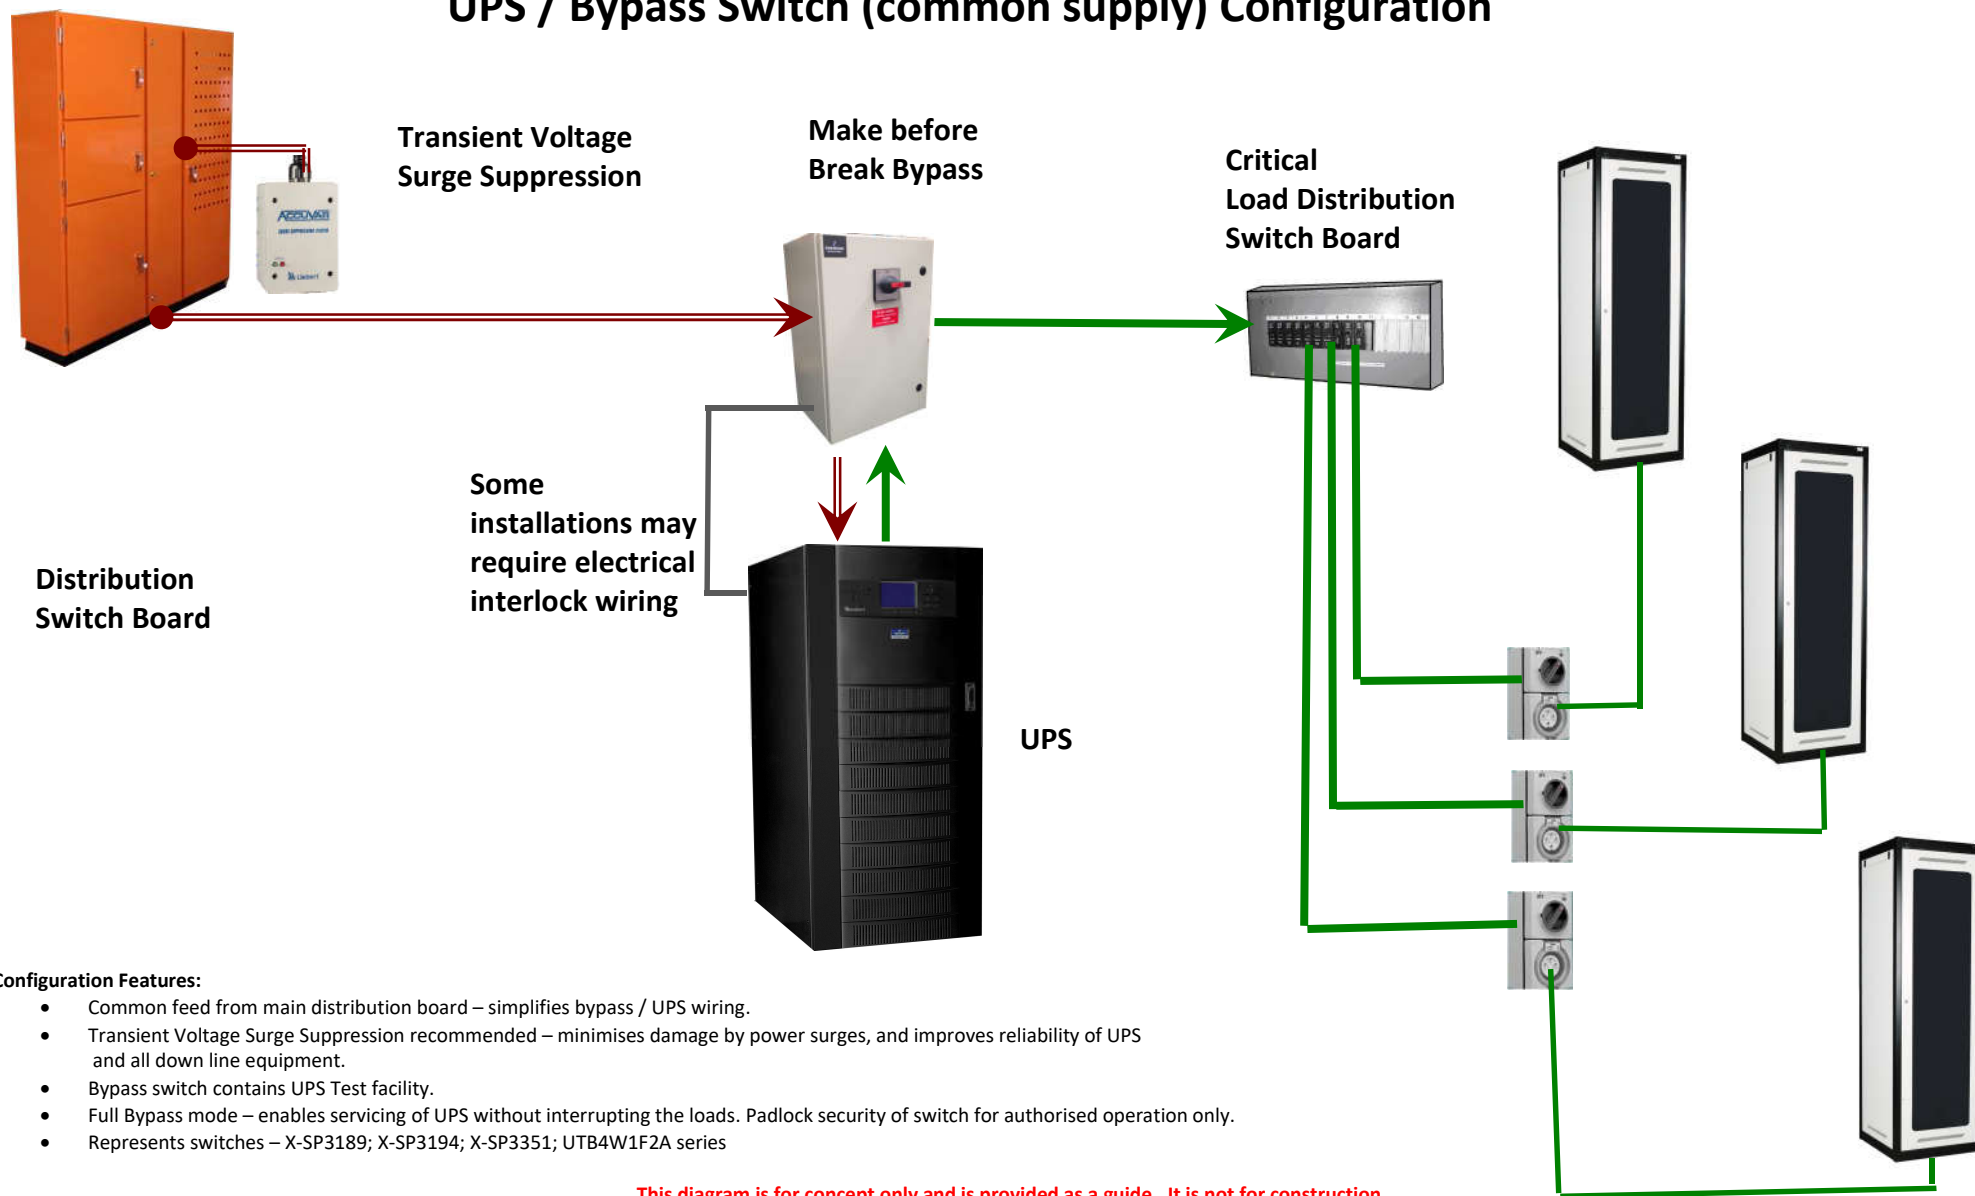 UPS / Bypass Switch (common supply) Configuration
Transient Voltage
Surge Suppression
Make before
Break Bypass
Critical
Load Distribution
Switch Board
ACCUVAR
Liebert
Some
installations may
require electrical
interlock wiring
Distribution
Switch Board
UPS
Configuration Features:
• Common feed from main distribution board – simplifies bypass / UPS wiring.
• Transient Voltage Surge Suppression recommended – minimises damage by power surges, and improves reliability of UPS
and all down line equipment.
• Bypass switch contains UPS Test facility.
• Full Bypass mode – enables servicing of UPS without interrupting the loads. Padlock security of switch for authorised operation only.
• Represents switches – X-SP3189; X-SP3194; X-SP3351; UTB4W1F2A series
This diagram is for concept only and is provided as a guide. It is not for construction